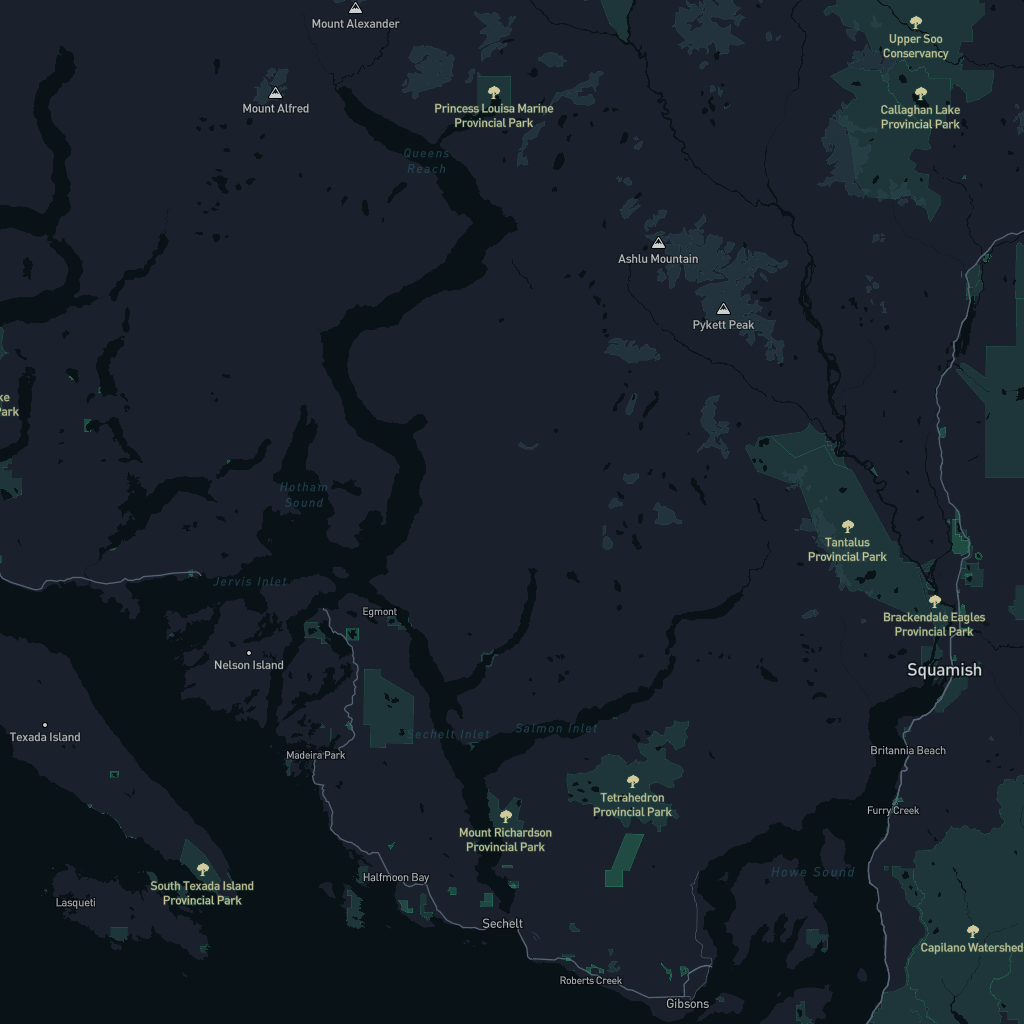 Mount Alexander
Upper Soo
Conservancy
Mount Alfred
Princess Louisa Marine
Provincial Park
Callaghan Lake
Provincial Park
Queens
Reach
Ashlu Mountain
Pykett Peak
ke
Park
Hotham
Sound
Tantalus
Provincial Park
Jervis Inlet
Egmont
Brackendale Eagles
Provincial Park
Nelson Island
Squamish
Texada Island
Sechelt Inlet
Salmon Inlet
Madeira Park
Britannia Beach
Tetrahedron
Provincial Park
Furry Creek
Mount Richardson
Provincial Park
Halfmoon Bay
Howe Sound
South Texada Island
Provincial Park
Lasqueti
Sechelt
Capilano Watershed
Roberts Creek
Gibsons